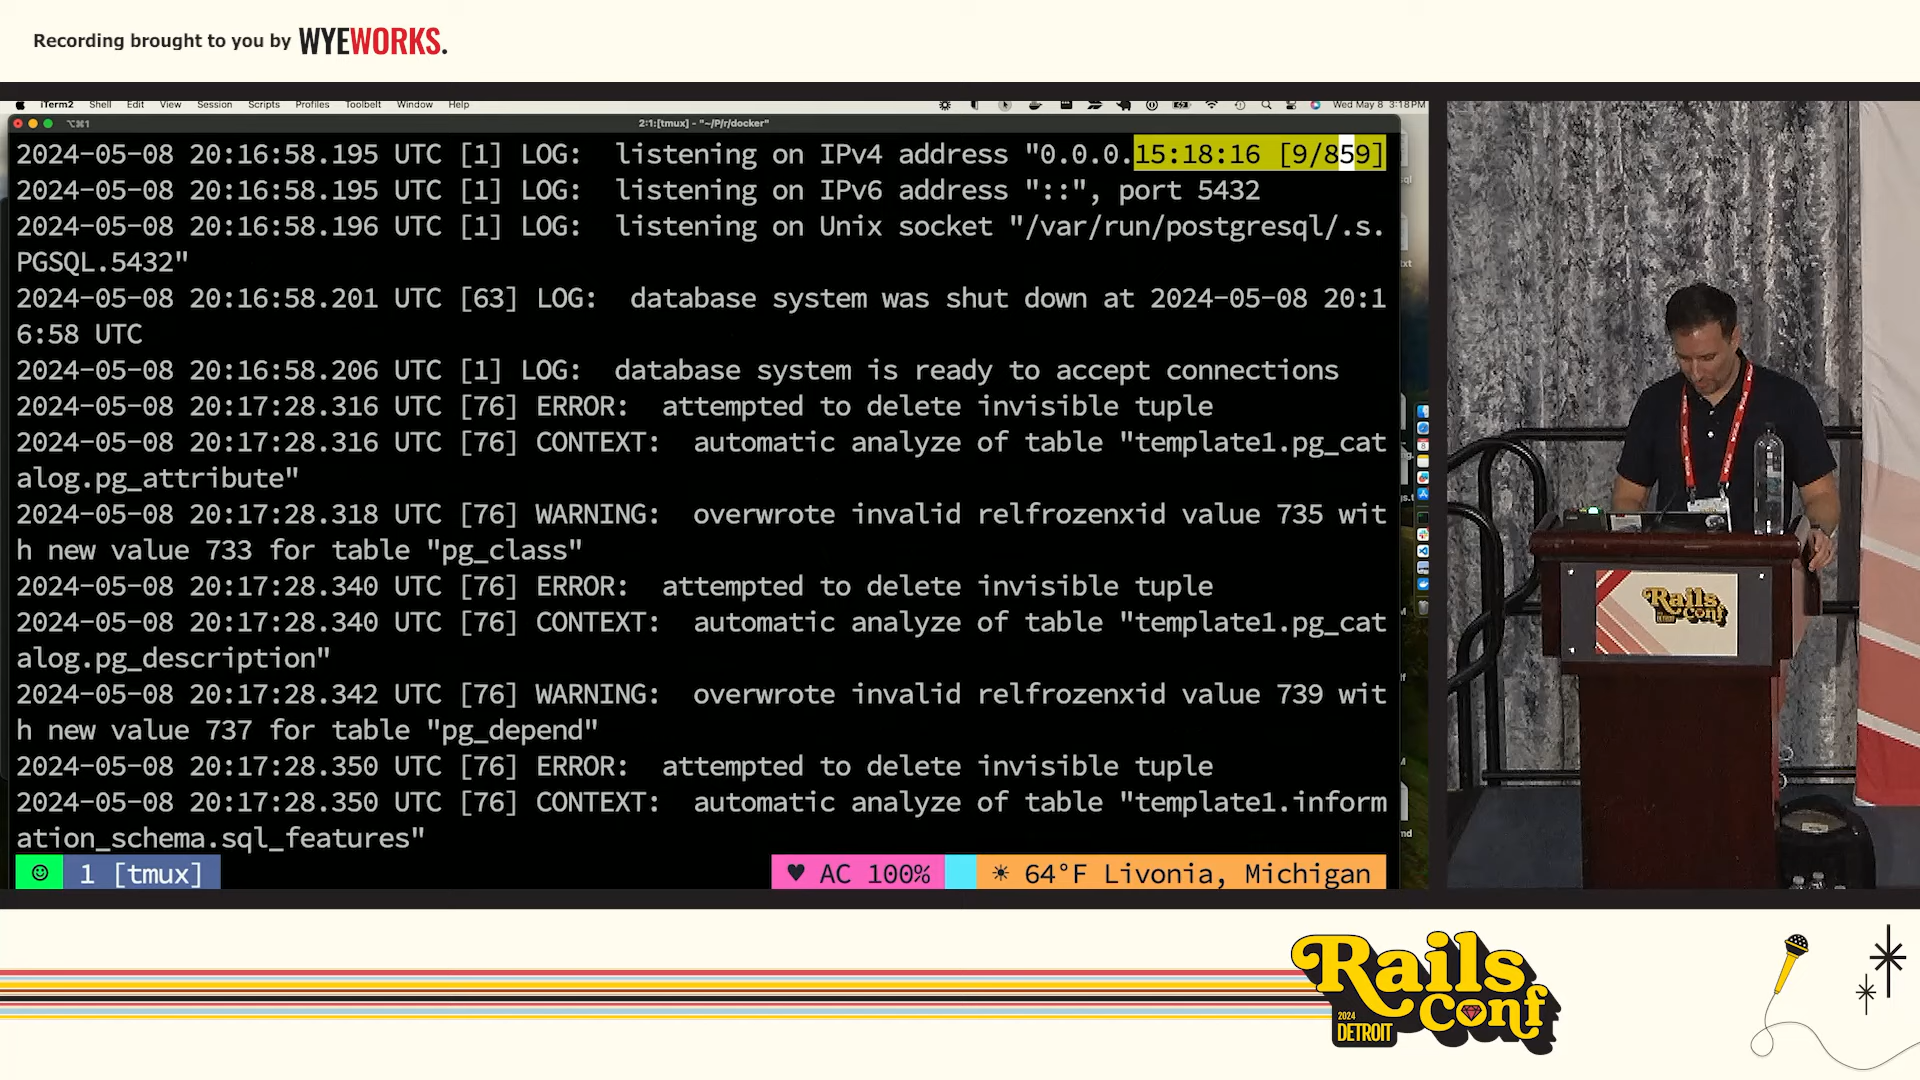 Recording brought to you by WYEWORKS.
iTerm2 Shell Edit View Session Scripts Profiles Toolbelt Window Help
Wed May 8 3:18 PM
⌥⌘1
2:1:[tmux] - "~/P/r/docker"
2024-05-08 20:16:58.195 UTC [1] LOG:  listening on IPv4 address "0.0.0.15:18:16 [9/859]
2024-05-08 20:16:58.195 UTC [1] LOG:  listening on IPv6 address "::", port 5432
2024-05-08 20:16:58.196 UTC [1] LOG:  listening on Unix socket "/var/run/postgresql/.s.
PGSQL.5432"
2024-05-08 20:16:58.201 UTC [63] LOG:  database system was shut down at 2024-05-08 20:1
6:58 UTC
2024-05-08 20:16:58.206 UTC [1] LOG:  database system is ready to accept connections
2024-05-08 20:17:28.316 UTC [76] ERROR:  attempted to delete invisible tuple
2024-05-08 20:17:28.316 UTC [76] CONTEXT:  automatic analyze of table "template1.pg_cat
alog.pg_attribute"
2024-05-08 20:17:28.318 UTC [76] WARNING:  overwrote invalid relfrozenxid value 735 wit
h new value 733 for table "pg_class"
2024-05-08 20:17:28.340 UTC [76] ERROR:  attempted to delete invisible tuple
2024-05-08 20:17:28.340 UTC [76] CONTEXT:  automatic analyze of table "template1.pg_cat
alog.pg_description"
2024-05-08 20:17:28.342 UTC [76] WARNING:  overwrote invalid relfrozenxid value 739 wit
h new value 737 for table "pg_depend"
2024-05-08 20:17:28.350 UTC [76] ERROR:  attempted to delete invisible tuple
2024-05-08 20:17:28.350 UTC [76] CONTEXT:  automatic analyze of table "template1.inform
ation_schema.sql_features"
☺ 1 [tmux]
♥ AC 100%
☀ 64°F Livonia, Michigan
Rails
Conf
Rails
Conf
2024
DETROIT